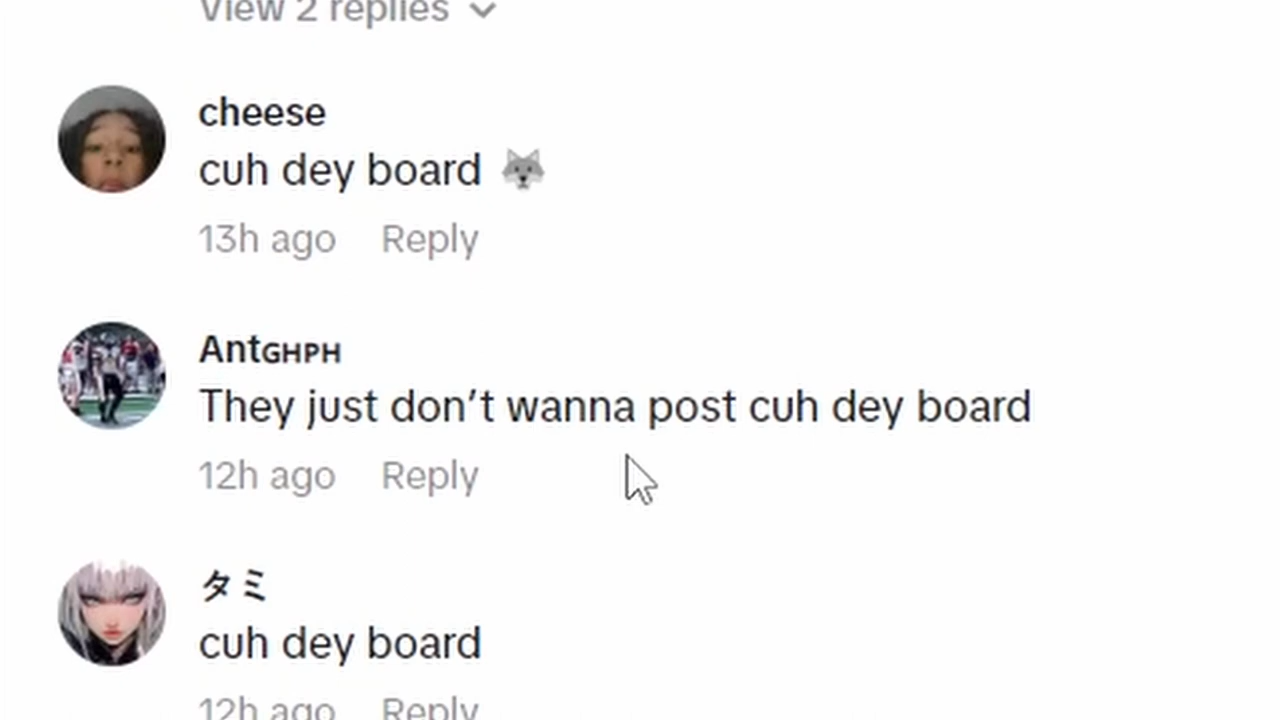 View 2 replies
cheese
cuh dey board 🐺
13h ago Reply
Antɢʜᴘʜ
They just don’t wanna post cuh dey board
12h ago Reply
タミ
cuh dey board
12h ago Reply